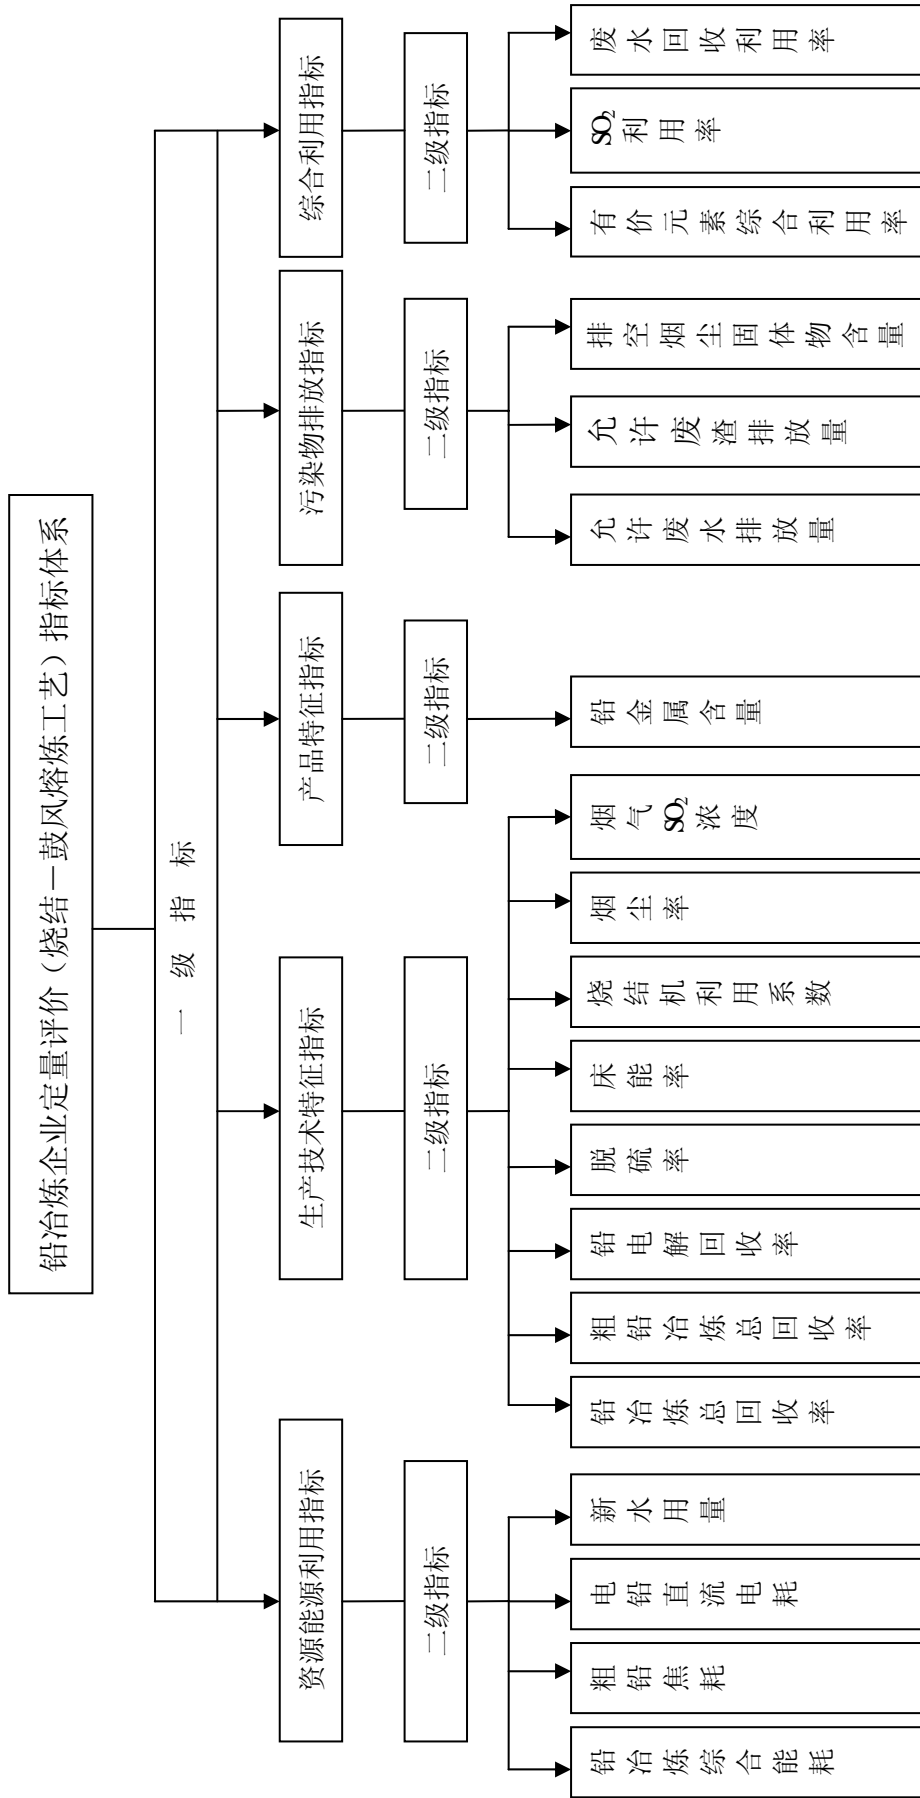 铅冶炼企业定量评价（烧结－鼓风熔炼工艺）指标体系
一级指标
资源能源利用指标
生产技术特征指标
产品特征指标
污染物排放指标
综合利用指标
二级指标
二级指标
二级指标
二级指标
二级指标
铅冶炼综合能耗
粗铅焦耗
电铅直流电耗
新水用量
铅冶炼总回收率
粗铅冶炼总回收率
铅电解回收率
脱硫率
床能率
烧结机利用系数
烟尘率
烟气SO₂浓度
铅金属含量
允许废水排放量
允许废渣排放量
排空烟尘固体物含量
有价元素综合利用率
SO₂利用率
废水回收利用率